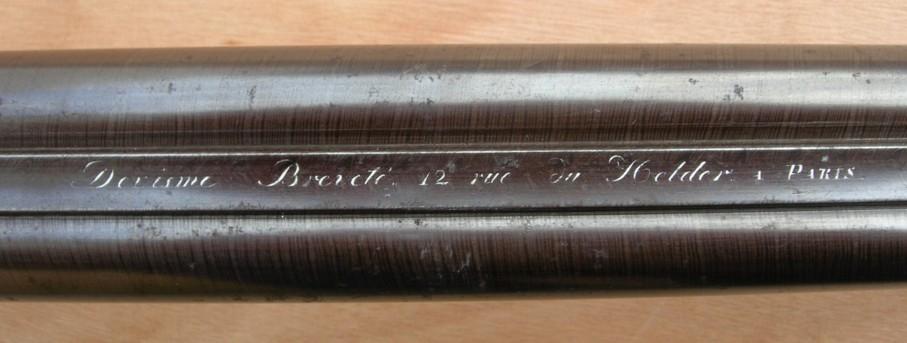 Devisme Breveté, 12 rue du Helder. A PARIS.